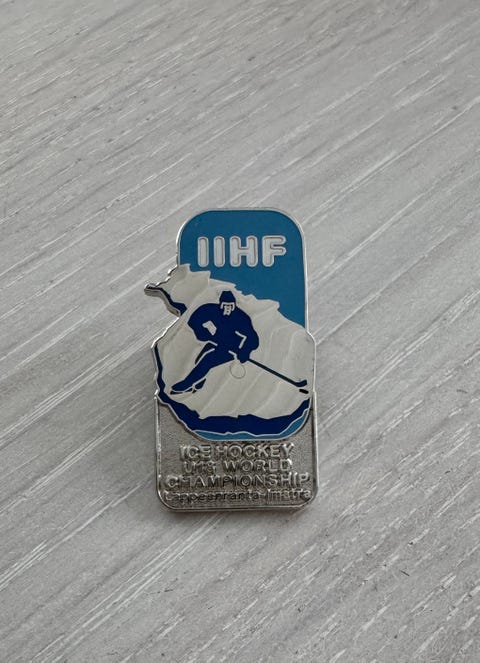 IIHF
ICE HOCKEY
U18 WORLD
CHAMPIONSHIP
Lappeenranta-Imatra